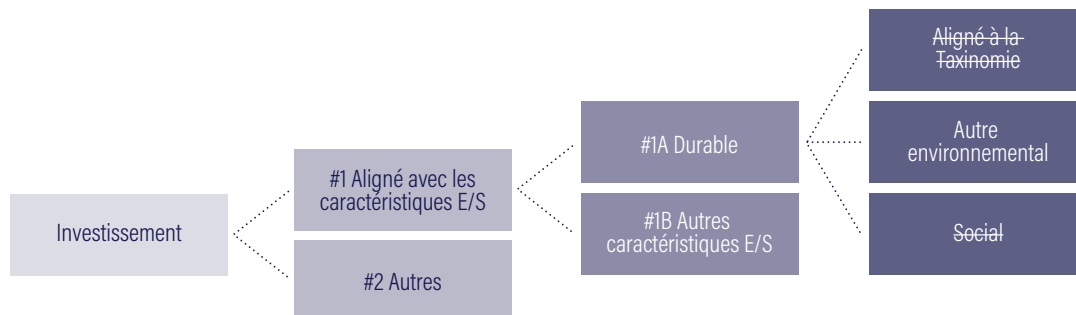 Investissement
#1 Aligné avec les
caractéristiques E/S
#2 Autres
#1A Durable
#1B Autres
caractéristiques E/S
Aligné à la
Taxinomie
Autre
environnemental
Social